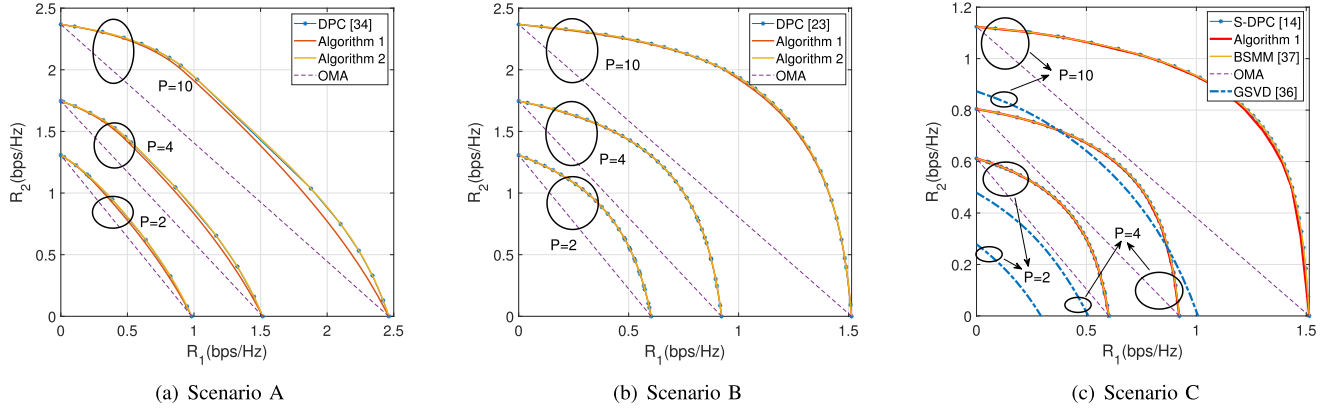 2.5
2
1.5
1
0.5
0
R2(bps/Hz)
0 0.5 1 1.5 2 2.5
R1(bps/Hz)
DPC [34]
Algorithm 1
Algorithm 2
OMA
P=10
P=4
P=2
(a) Scenario A
2.5
2
1.5
1
0.5
0
R2(bps/Hz)
0 0.5 1 1.5
R1(bps/Hz)
DPC [23]
Algorithm 1
Algorithm 2
OMA
P=10
P=4
P=2
(b) Scenario B
1.2
1
0.8
0.6
0.4
0.2
0
R2(bps/Hz)
0 0.5 1 1.5
R1(bps/Hz)
S-DPC [14]
Algorithm 1
BSMM [37]
OMA
GSVD [36]
P=10
P=4
P=2
(c) Scenario C